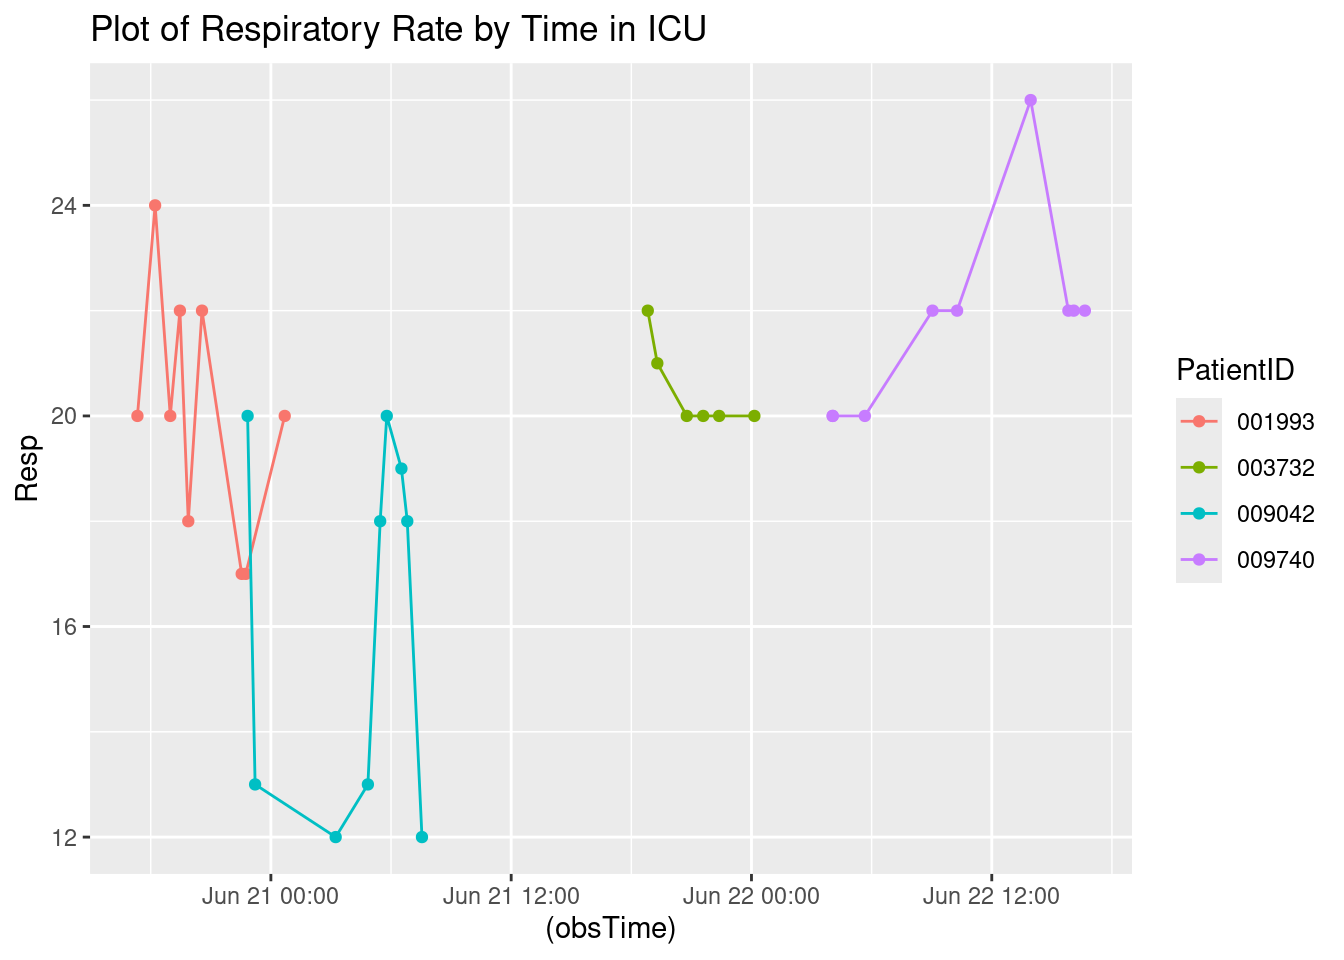 Plot of Respiratory Rate by Time in ICU
Resp
24
20
16
12
Jun 21 00:00
Jun 21 12:00
Jun 22 00:00
Jun 22 12:00
(obsTime)
PatientID
001993
003732
009042
009740